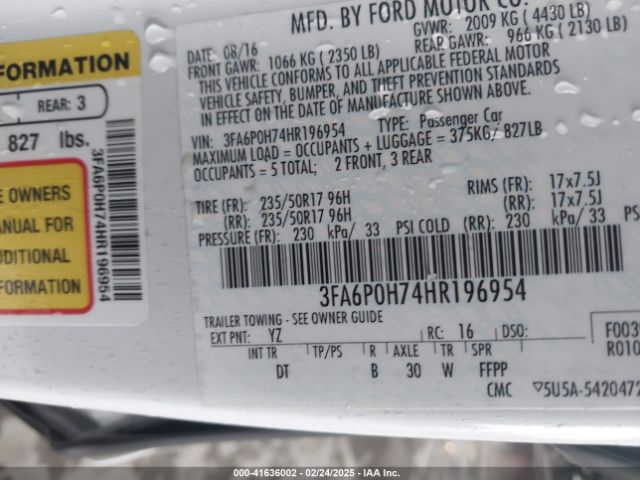 MFD. BY FORD MOTOR CO.
DATE: 08/16
GVWR: 2009 KG ( 4430 LB)
FRONT GAWR: 1066 KG ( 2350 LB)
REAR GAWR: 966 KG ( 2130 LB)
THIS VEHICLE CONFORMS TO ALL APPLICABLE FEDERAL MOTOR
VEHICLE SAFETY, BUMPER, AND THEFT PREVENTION STANDARDS
IN EFFECT ON THE DATE OF MANUFACTURE SHOWN ABOVE.
VIN: 3FA6P0H74HR196954 TYPE: Passenger Car
MAXIMUM LOAD = OCCUPANTS + LUGGAGE = 375KG/ 827LB
OCCUPANTS = 5 TOTAL; 2 FRONT, 3 REAR
TIRE (FR): 235/50R17 96H RIMS (FR): 17x7.5J
(RR): 235/50R17 96H (RR): 17x7.5J
PRESSURE (FR): 230 kPa/ 33 PSI COLD (RR): 230 kPa/ 33
3FA6P0H74HR196954
TRAILER TOWING - SEE OWNER GUIDE
EXT PNT: YZ RC: 16 DSO:
INT TR TP/PS R AXLE TR SPR
DT B 30 W FFPP
CMC 5U5A-5420472
F003
R010
FORMATION
REAR: 3
827 lbs.
3FA6P0H74HR196954
E OWNERS
ANUAL FOR
DDITIONAL
FORMATION
000-41636002 - 02/24/2025 - IAA Inc.